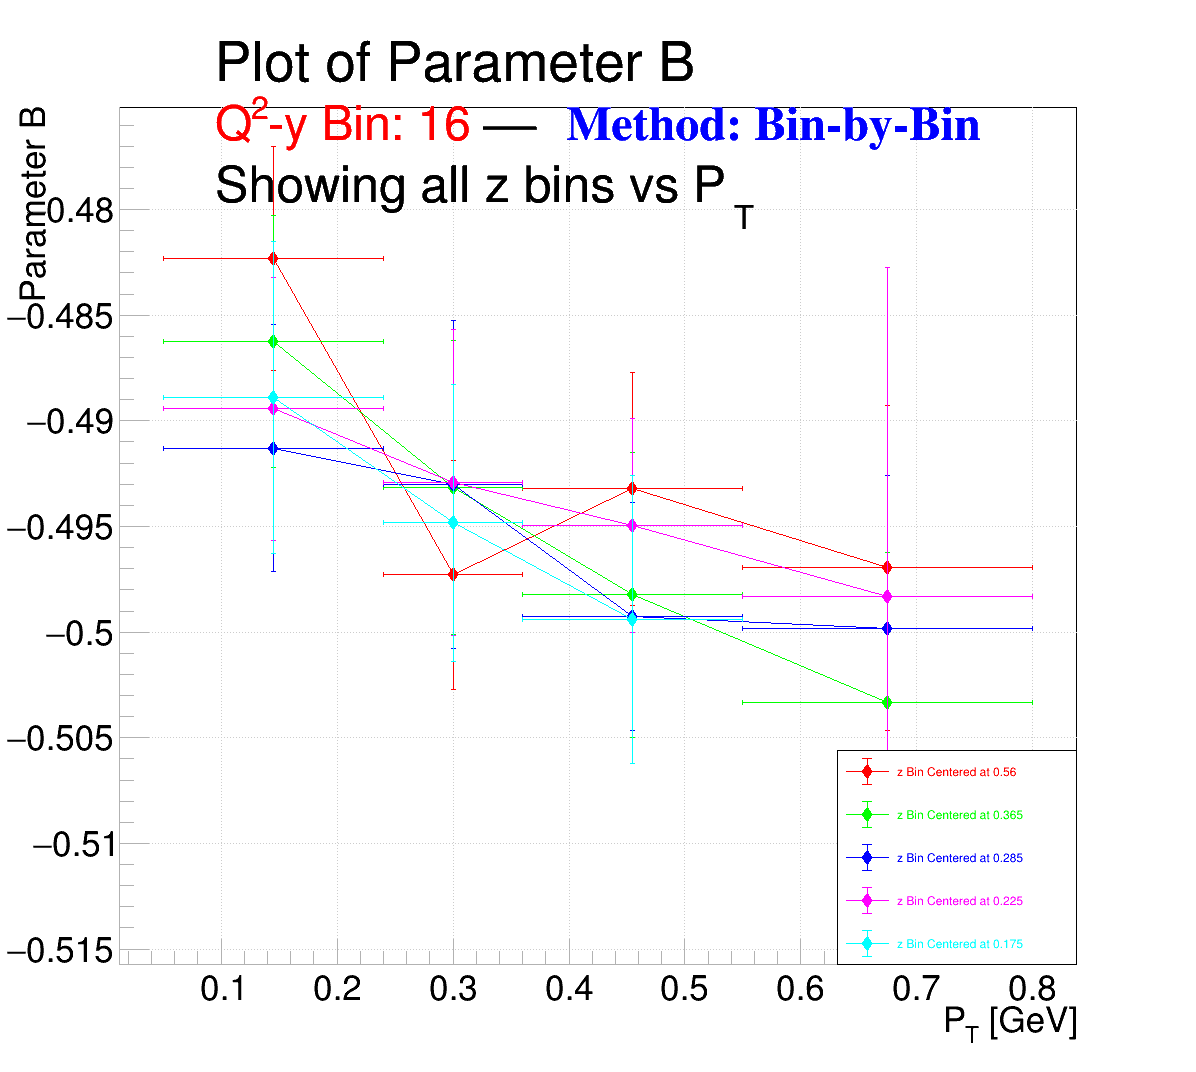 Plot of Parameter B
Q²-y Bin: 16 — Method: Bin-by-Bin
Showing all z bins vs P_T
Parameter B
−0.48
−0.485
−0.49
−0.495
−0.5
−0.505
−0.51
−0.515
z Bin Centered at 0.56
z Bin Centered at 0.365
z Bin Centered at 0.285
z Bin Centered at 0.225
z Bin Centered at 0.175
0.1 0.2 0.3 0.4 0.5 0.6 0.7 0.8
P_T [GeV]